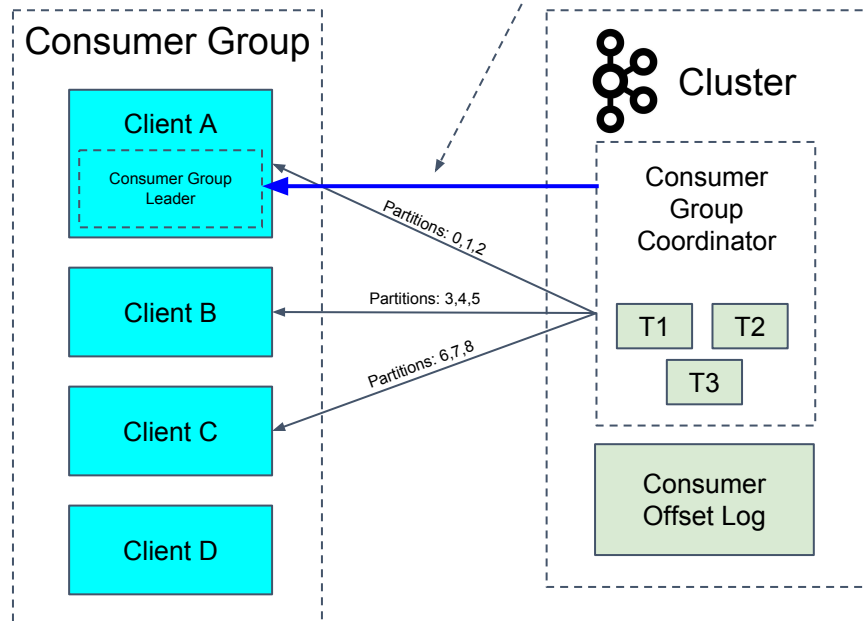 Consumer Group
Client A
Consumer Group
Leader
Client B
Client C
Client D
Partitions: 0,1,2
Partitions: 3,4,5
Partitions: 6,7,8
Cluster
Consumer
Group
Coordinator
T1
T2
T3
Consumer
Offset Log